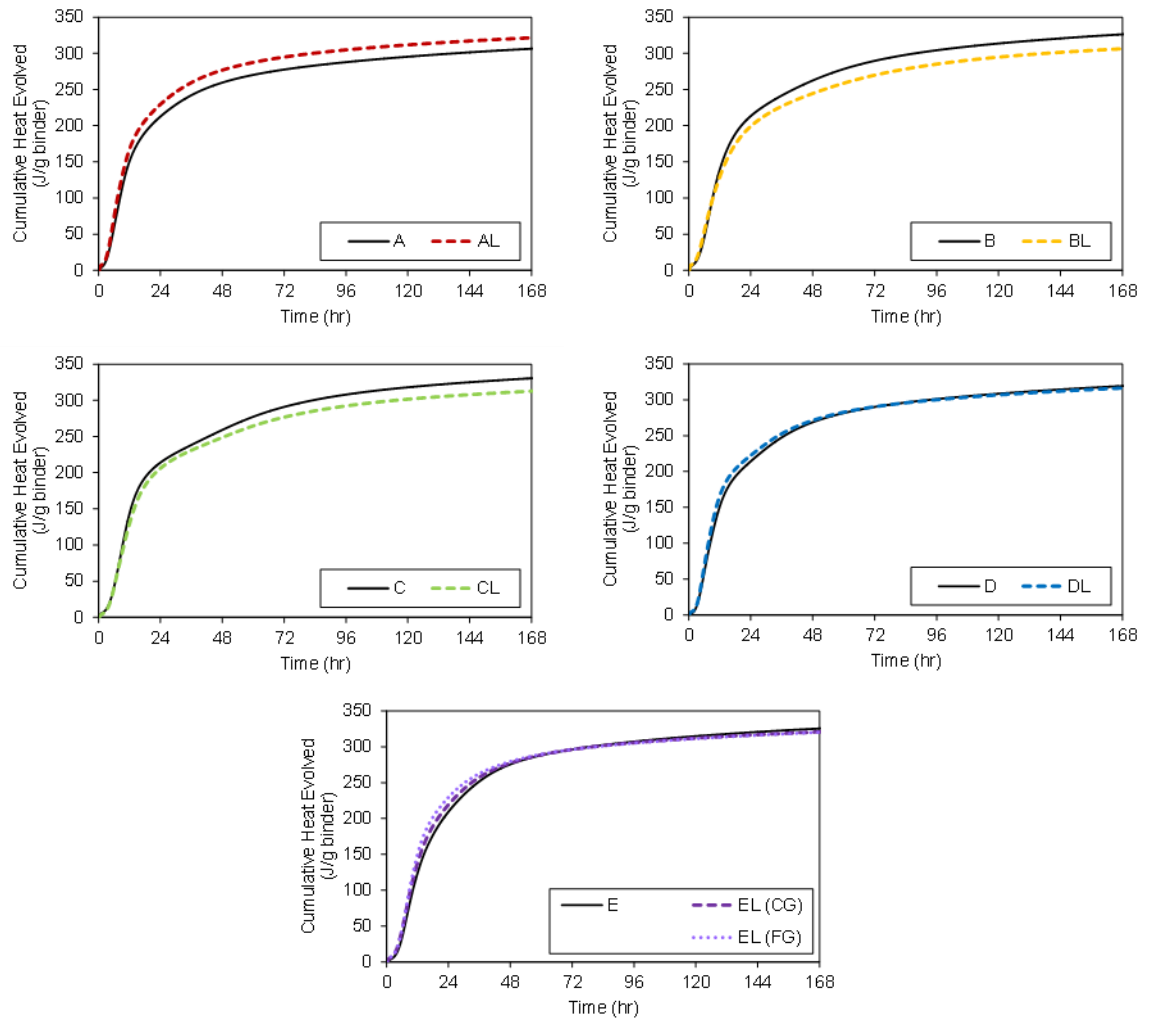 Cumulative Heat Evolved
(J/g binder)
350
300
250
200
150
100
50
0
A AL
0 24 48 72 96 120 144 168
Time (hr)
Cumulative Heat Evolved
(J/g binder)
350
300
250
200
150
100
50
0
B BL
0 24 48 72 96 120 144 168
Time (hr)
Cumulative Heat Evolved
(J/g binder)
350
300
250
200
150
100
50
0
C CL
0 24 48 72 96 120 144 168
Time (hr)
Cumulative Heat Evolved
(J/g binder)
350
300
250
200
150
100
50
0
D DL
0 24 48 72 96 120 144 168
Time (hr)
Cumulative Heat Evolved
(J/g binder)
350
300
250
200
150
100
50
0
E EL (CG)
EL (FG)
0 24 48 72 96 120 144 168
Time (hr)